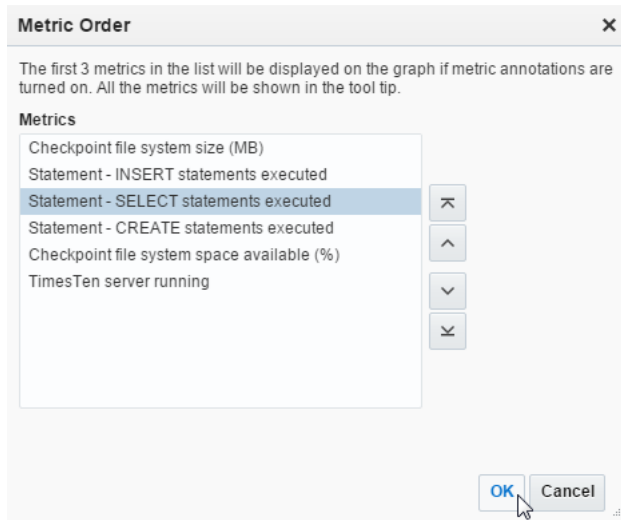 Metric Order
The first 3 metrics in the list will be displayed on the graph if metric annotations are
turned on. All the metrics will be shown in the tool tip.
Metrics
Checkpoint file system size (MB)
Statement - INSERT statements executed
Statement - SELECT statements executed
Statement - CREATE statements executed
Checkpoint file system space available (%)
TimesTen server running
OK Cancel